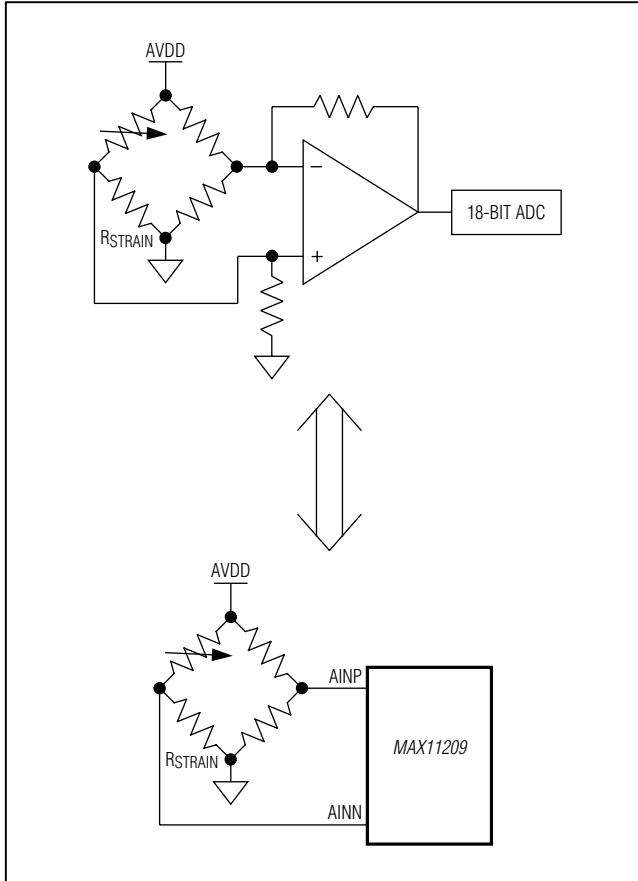 AVDD
−
18-BIT ADC
RSTRAIN
+
AVDD
AINP
MAX11209
RSTRAIN
AINN